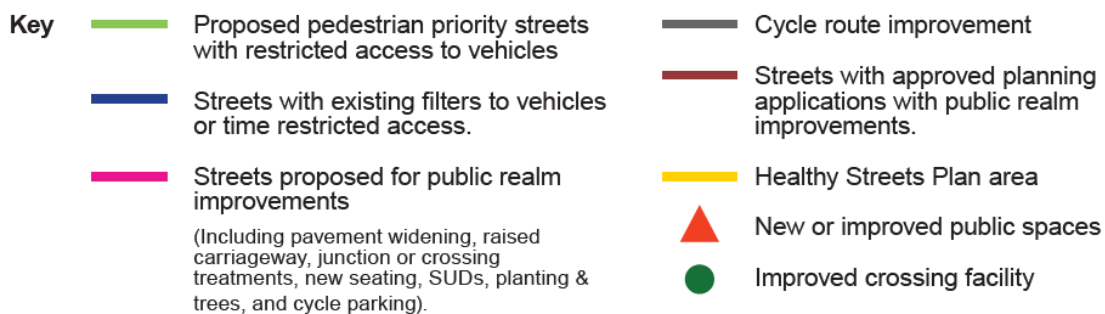 Key
Proposed pedestrian priority streets
with restricted access to vehicles
Streets with existing filters to vehicles
or time restricted access.
Streets proposed for public realm
improvements
(Including pavement widening, raised
carriageway, junction or crossing
treatments, new seating, SUDs, planting &
trees, and cycle parking).
Cycle route improvement
Streets with approved planning
applications with public realm
improvements.
Healthy Streets Plan area
New or improved public spaces
Improved crossing facility